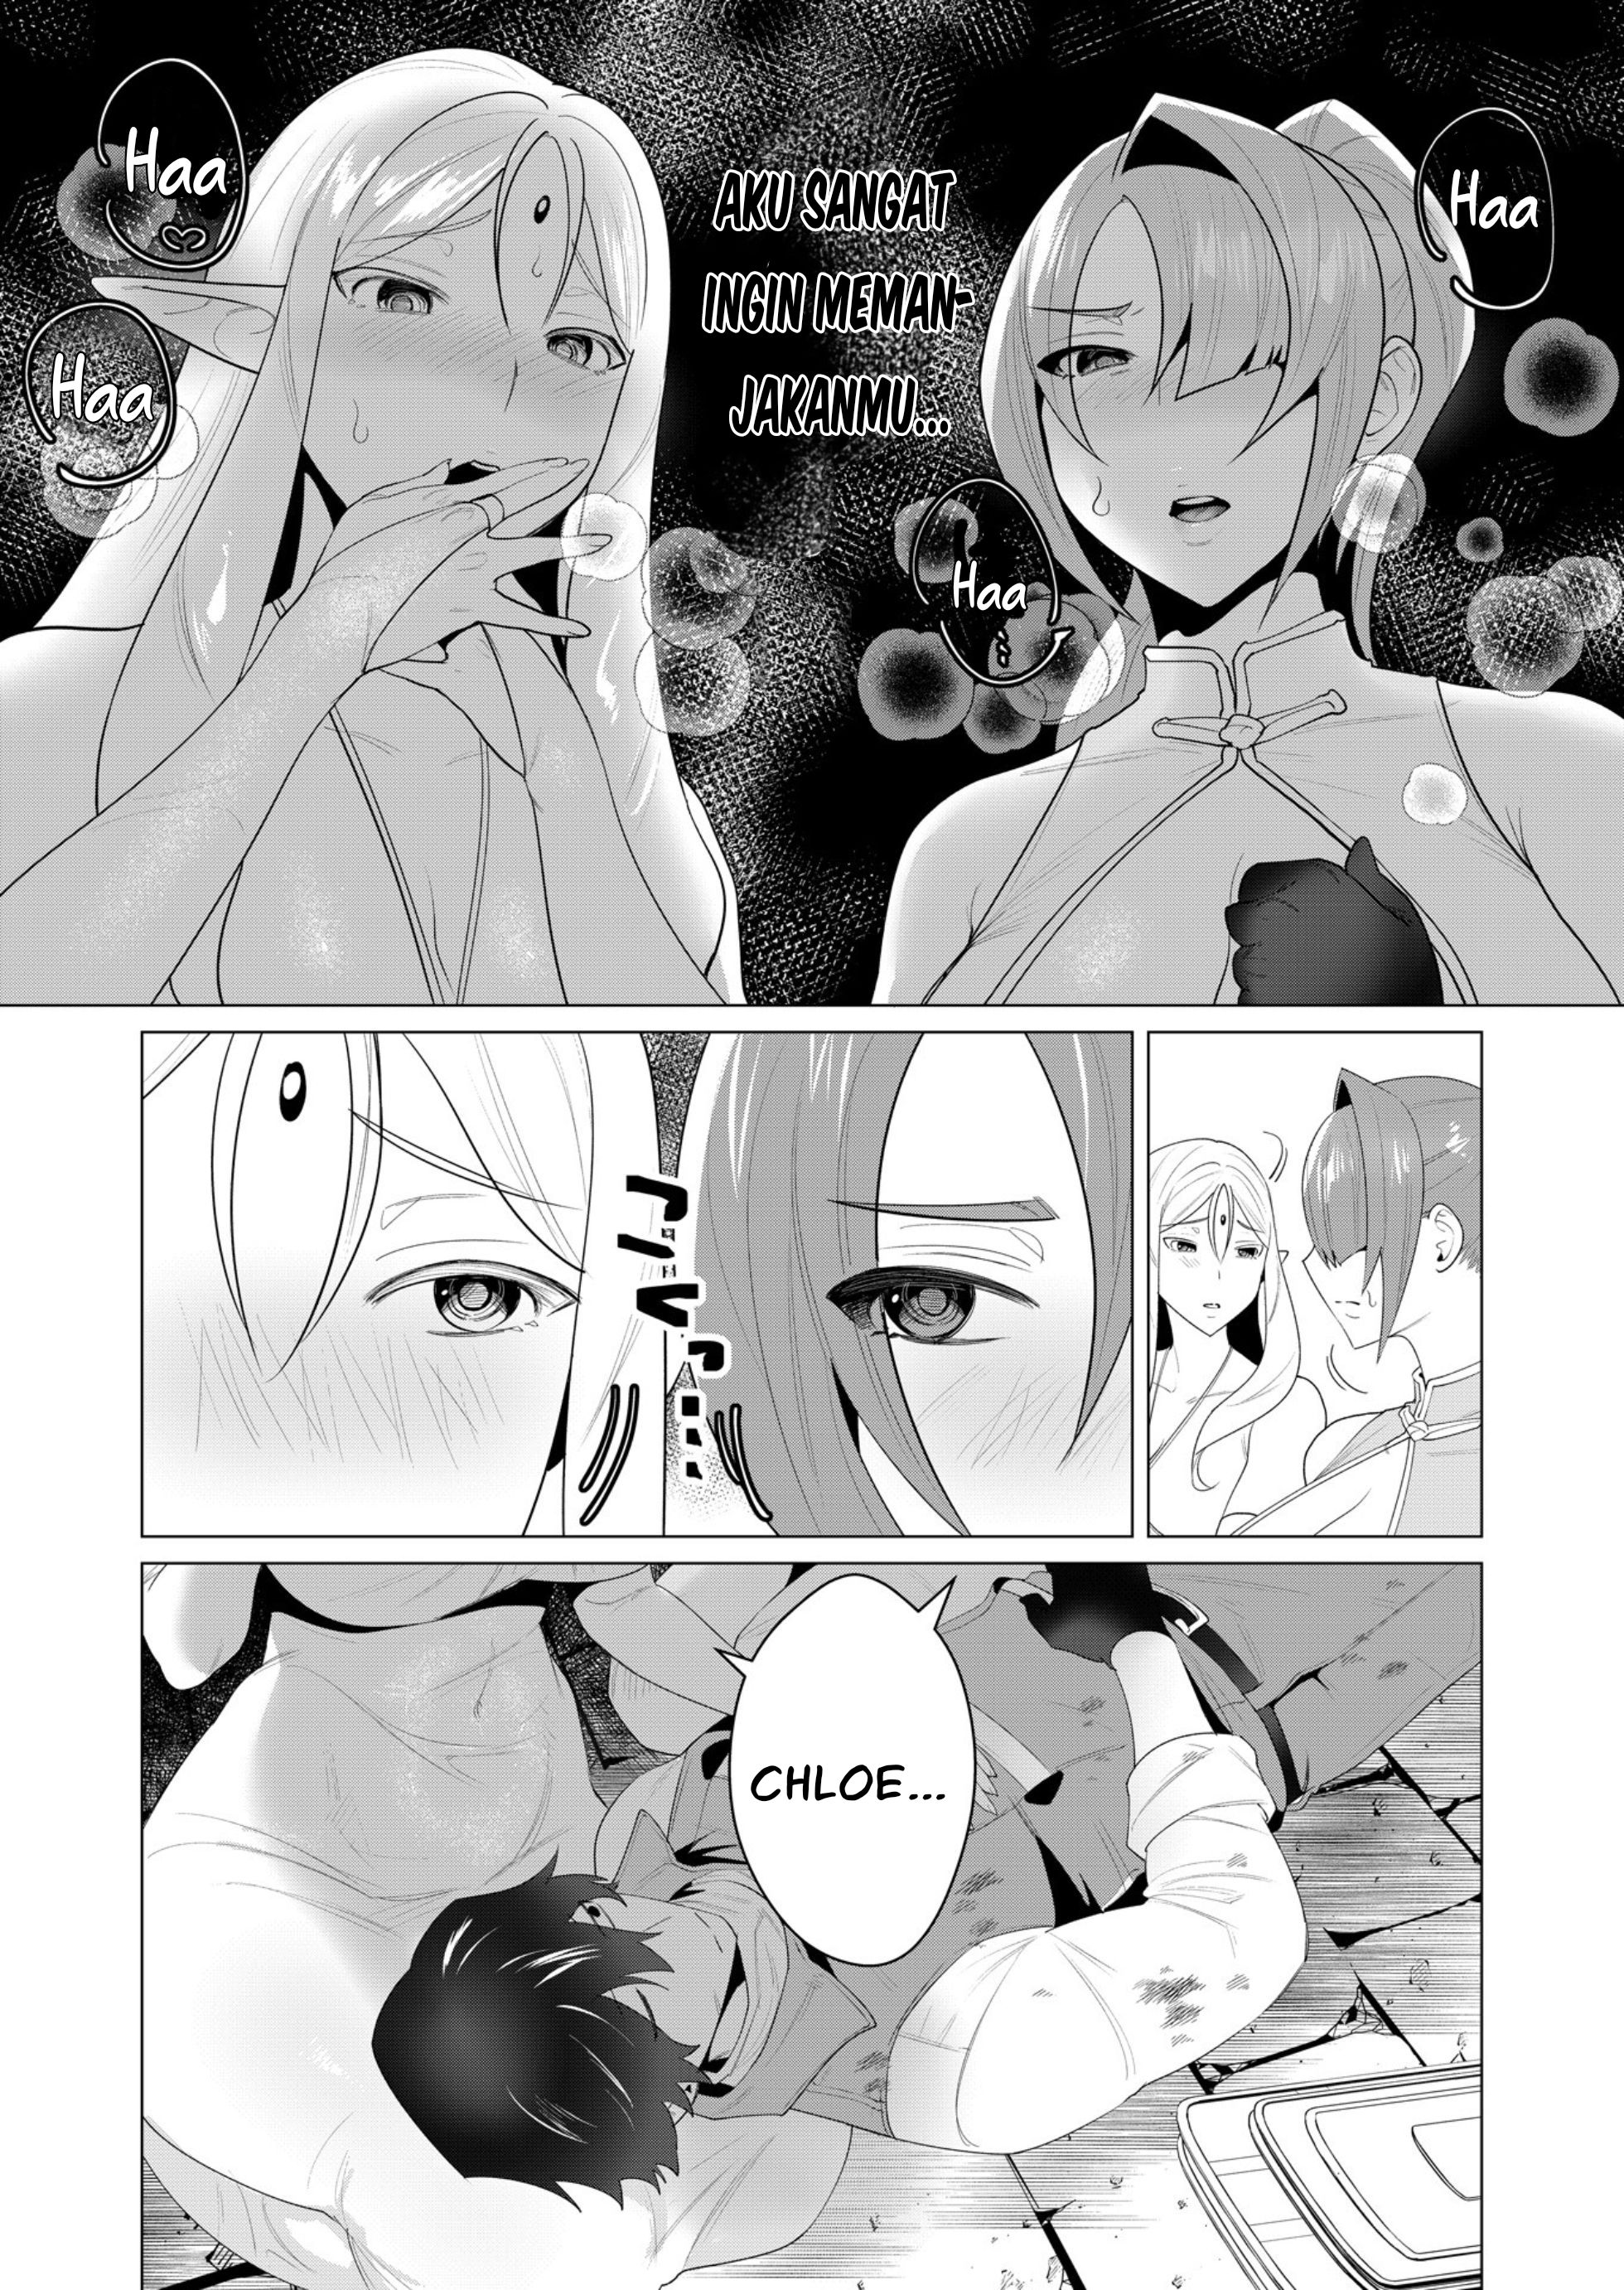 Haa
Haa
AKU SANGAT
INGIN MEMAN-
JAKANMU...
Haa
Haa
CHLOE...